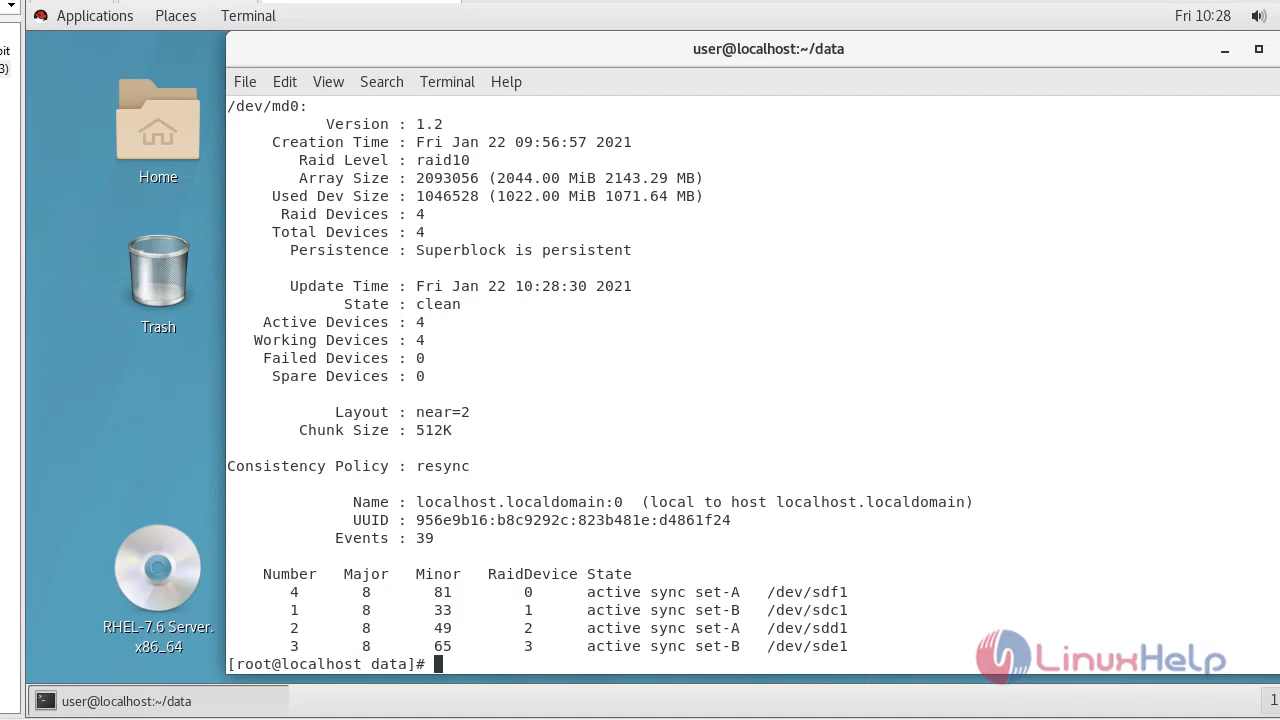 Applications Places Terminal Fri 10:28
bit
3)
user@localhost:~/data
File Edit View Search Terminal Help
Home
Trash
RHEL-7.6 Server.
x86_64
/dev/md0:
Version : 1.2
Creation Time : Fri Jan 22 09:56:57 2021
Raid Level : raid10
Array Size : 2093056 (2044.00 MiB 2143.29 MB)
Used Dev Size : 1046528 (1022.00 MiB 1071.64 MB)
Raid Devices : 4
Total Devices : 4
Persistence : Superblock is persistent
Update Time : Fri Jan 22 10:28:30 2021
State : clean
Active Devices : 4
Working Devices : 4
Failed Devices : 0
Spare Devices : 0
Layout : near=2
Chunk Size : 512K
Consistency Policy : resync
Name : localhost.localdomain:0 (local to host localhost.localdomain)
UUID : 956e9b16:b8c9292c:823b481e:d4861f24
Events : 39
Number Major Minor RaidDevice State
4 8 81 0 active sync set-A /dev/sdf1
1 8 33 1 active sync set-B /dev/sdc1
2 8 49 2 active sync set-A /dev/sdd1
3 8 65 3 active sync set-B /dev/sde1
[root@localhost data]#
LinuxHelp
user@localhost:~/data
1